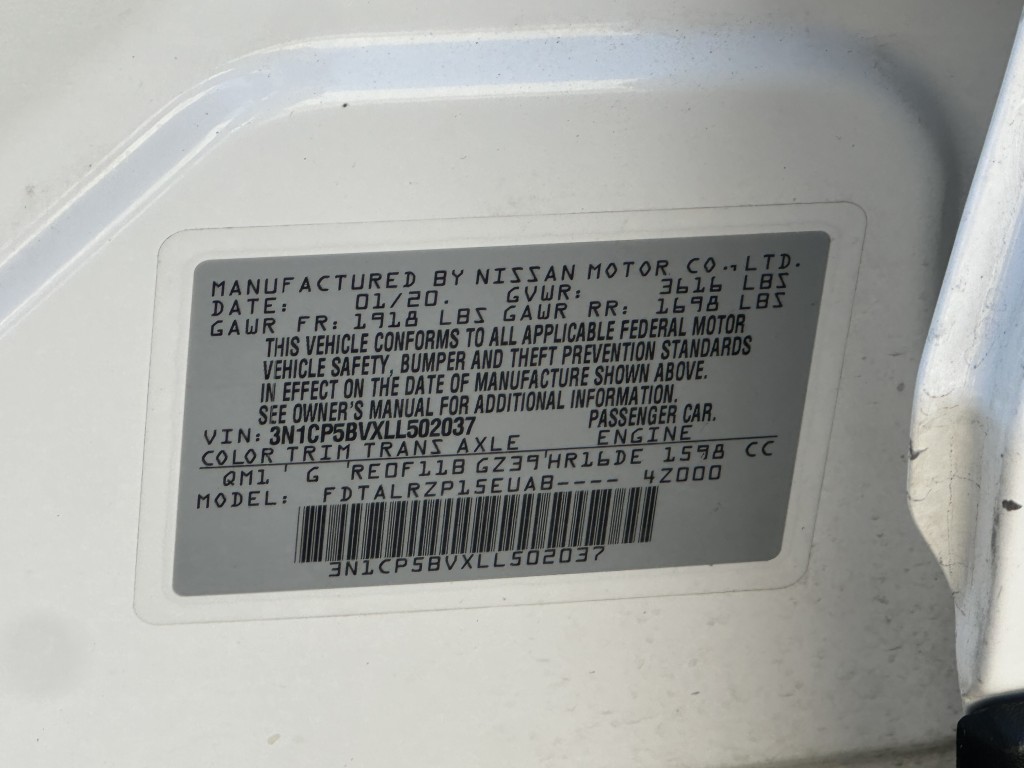 MANUFACTURED BY NISSAN MOTOR CO., LTD.
DATE: 01/20. GVWR: 3616 LBS
GAWR FR: 1918 LBS GAWR RR: 1698 LBS
THIS VEHICLE CONFORMS TO ALL APPLICABLE FEDERAL MOTOR
VEHICLE SAFETY, BUMPER AND THEFT PREVENTION STANDARDS
IN EFFECT ON THE DATE OF MANUFACTURE SHOWN ABOVE.
SEE OWNER'S MANUAL FOR ADDITIONAL INFORMATION.
VIN: 3N1CP5BVXLL502037 PASSENGER CAR.
COLOR TRIM TRANS AXLE ENGINE
QM1 ' G 'RE0F11B GZ39'HR16DE 1598 CC
MODEL: FDTALRZP15EUAB---- 4Z000
3N1CP5BVXLL502037